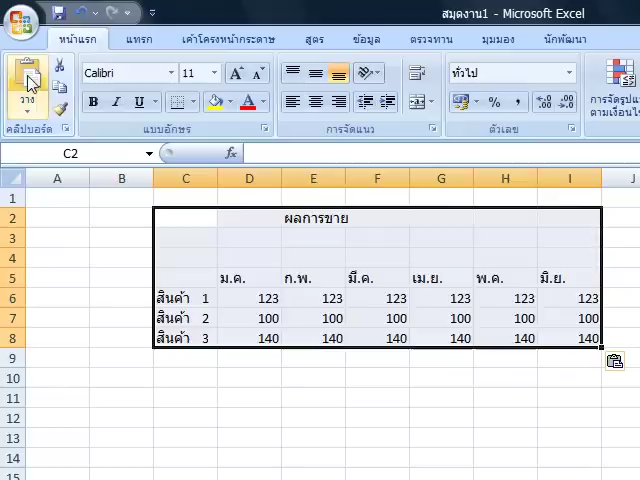 สมุดงาน1 - Microsoft Excel
หน้าแรก แทรก เค้าโครงหน้ากระดาษ สูตร ข้อมูล ตรวจทาน มุมมอง นักพัฒนา
วาง Calibri 11 A A ทั่วไป
B I U A % , การจัดรูปแบบ
ตามเงื่อนไข
คลิปบอร์ด แบบอักษร การจัดแนว ตัวเลข
C2 fx
A B C D E F G H I J
1
2 ผลการขาย
3
4
5 ม.ค. ก.พ. มี.ค. เม.ย. พ.ค. มิ.ย.
6 สินค้า 1 123 123 123 123 123 123
7 สินค้า 2 100 100 100 100 100 100
8 สินค้า 3 140 140 140 140 140 140
9
10
11
12
13
14
15